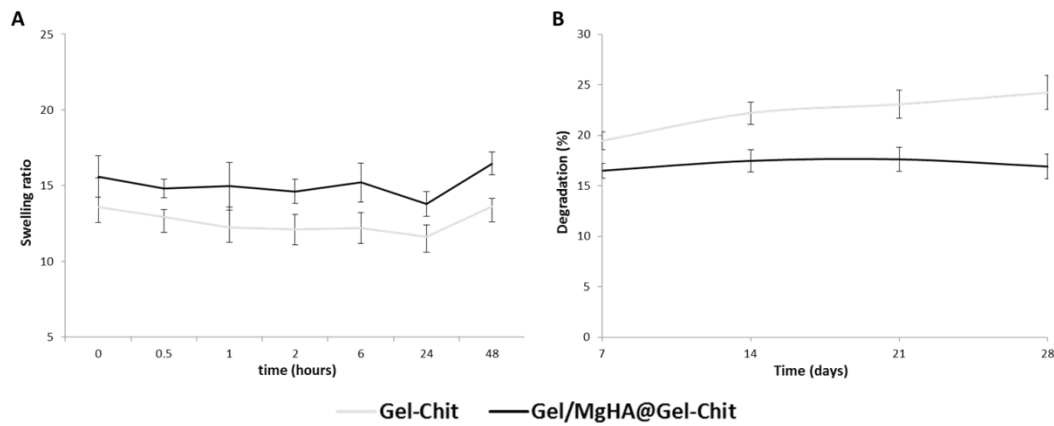 A
Swelling ratio
25
20
15
10
5
0 0.5 1 2 6 24 48
time (hours)
B
Degradation (%)
30
25
20
15
10
5
0
7 14 21 28
Time (days)
Gel-Chit Gel/MgHA@Gel-Chit